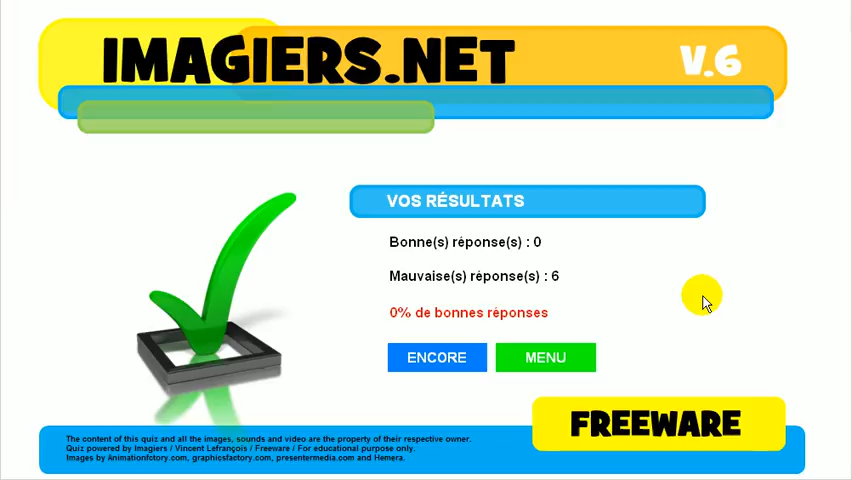 IMAGIERS.NET
V.6
VOS RÉSULTATS
Bonne(s) réponse(s) : 0
Mauvaise(s) réponse(s) : 6
0% de bonnes réponses
ENCORE
MENU
FREEWARE
The content of this quiz and all the images, sounds and video are the property of their respective owner.
Quiz powered by Imagiers / Vincent Lefrançois / Freeware / For educational purpose only.
Images by Animationfctory.com, graphicsfactory.com, presentermedia.com and Hemera.